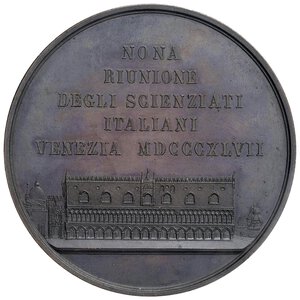 NONA
RIUNIONE
DEGLI SCIENZIATI
ITALIANI
VENEZIA MDCCCXLVII